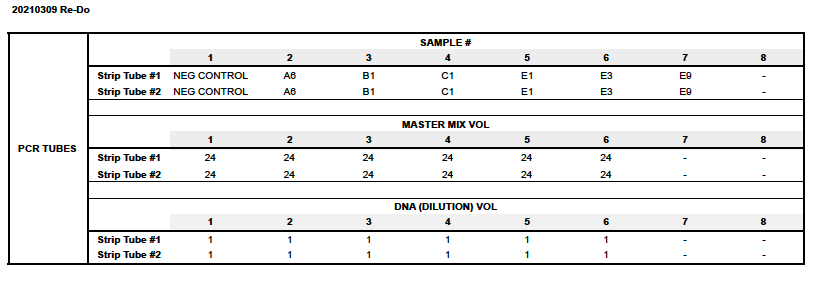 20210309 Re-Do
SAMPLE #
1 2 3 4 5 6 7 8
Strip Tube #1 NEG CONTROL A6 B1 C1 E1 E3 E9 -
Strip Tube #2 NEG CONTROL A6 B1 C1 E1 E3 E9 -
MASTER MIX VOL
1 2 3 4 5 6 7 8
PCR TUBES
Strip Tube #1 24 24 24 24 24 24 - -
Strip Tube #2 24 24 24 24 24 24 - -
DNA (DILUTION) VOL
1 2 3 4 5 6 7 8
Strip Tube #1 1 1 1 1 1 1 - -
Strip Tube #2 1 1 1 1 1 1 - -